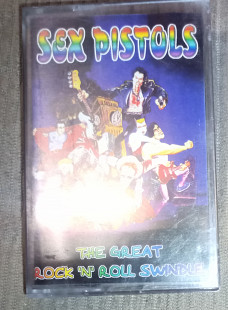 SEX PISTOLS
THE GREAT
ROCK 'N' ROLL SWINDLE